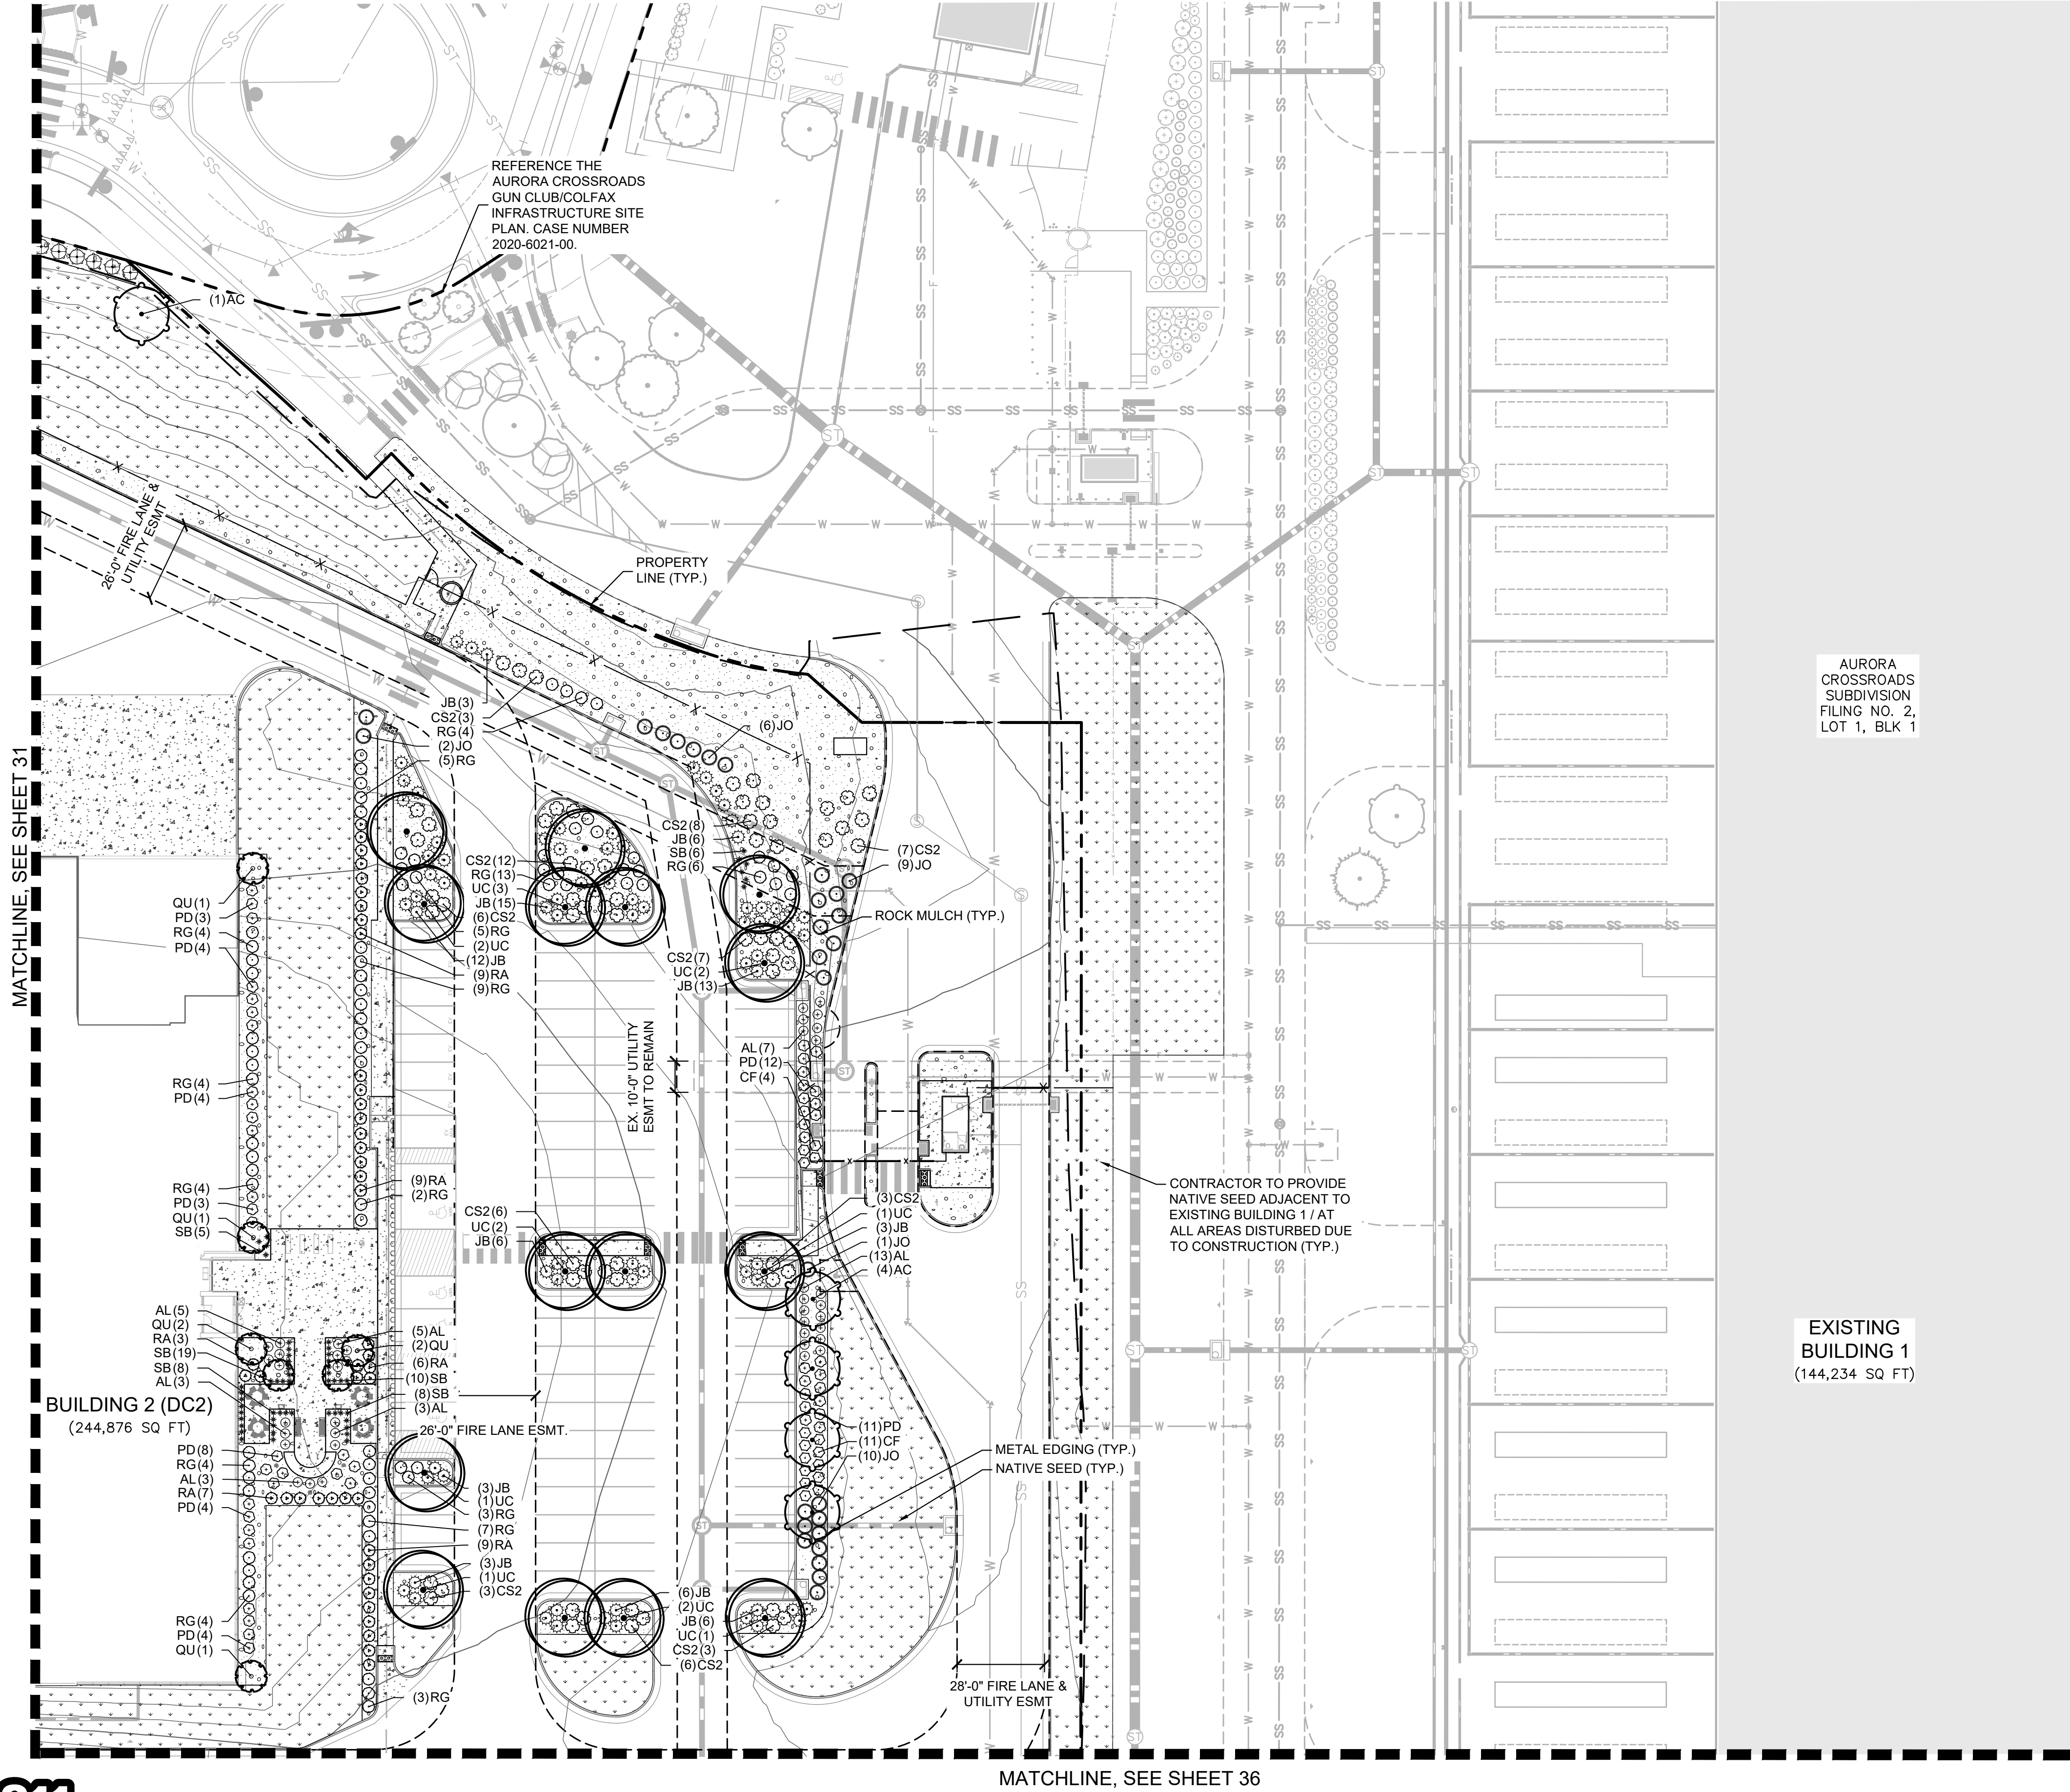 REFERENCE THE
AURORA CROSSROADS
GUN CLUB/COLFAX
INFRASTRUCTURE SITE
PLAN. CASE NUMBER
2020-6021-00.
(1)AC
26'-0" FIRE LANE &
UTILITY ESMT
PROPERTY
LINE (TYP.)
AURORA
CROSSROADS
SUBDIVISION
FILING NO. 2,
LOT 1, BLK 1
MATCHLINE, SEE SHEET 31
JB(3)
CS2(3)
RG(4)
(2)JO
(5)RG
(6)JO
CS2(8)
JB(6)
SB(6)
RG(6)
(7)CS2
(9)JO
CS2(12)
RG(13)
UC(3)
JB(15)
(6)CS2
(5)RG
(2)UC
(12)JB
(9)RA
(9)RG
QU(1)
PD(3)
RG(4)
PD(4)
ROCK MULCH (TYP.)
CS2(7)
UC(2)
JB(13)
EX. 10'-0" UTILITY
ESMT TO REMAIN
AL(7)
PD(12)
CF(4)
RG(4)
PD(4)
RG(4)
PD(3)
QU(1)
SB(5)
(9)RA
(2)RG
CS2(6)
UC(2)
JB(6)
(3)CS2
(1)UC
(3)JB
(1)JO
(13)AL
(4)AC
CONTRACTOR TO PROVIDE
NATIVE SEED ADJACENT TO
EXISTING BUILDING 1 / AT
ALL AREAS DISTURBED DUE
TO CONSTRUCTION (TYP.)
AL(5)
QU(2)
RA(3)
SB(19)
SB(8)
AL(3)
(5)AL
(2)QU
(6)RA
(10)SB
(8)SB
(3)AL
BUILDING 2 (DC2)
(244,876 SQ FT)
EXISTING
BUILDING 1
(144,234 SQ FT)
26'-0" FIRE LANE ESMT.
(11)PD
(11)CF
(10)JO
METAL EDGING (TYP.)
NATIVE SEED (TYP.)
PD(8)
RG(4)
AL(3)
RA(7)
PD(4)
(3)JB
(1)UC
(3)RG
(7)RG
(9)RA
(3)JB
(1)UC
(3)CS2
RG(4)
PD(4)
QU(1)
(6)JB
(2)UC
JB(6)
UC(1)
CS2(3)
(6)CS2
(3)RG
28'-0" FIRE LANE &
UTILITY ESMT
MATCHLINE, SEE SHEET 36